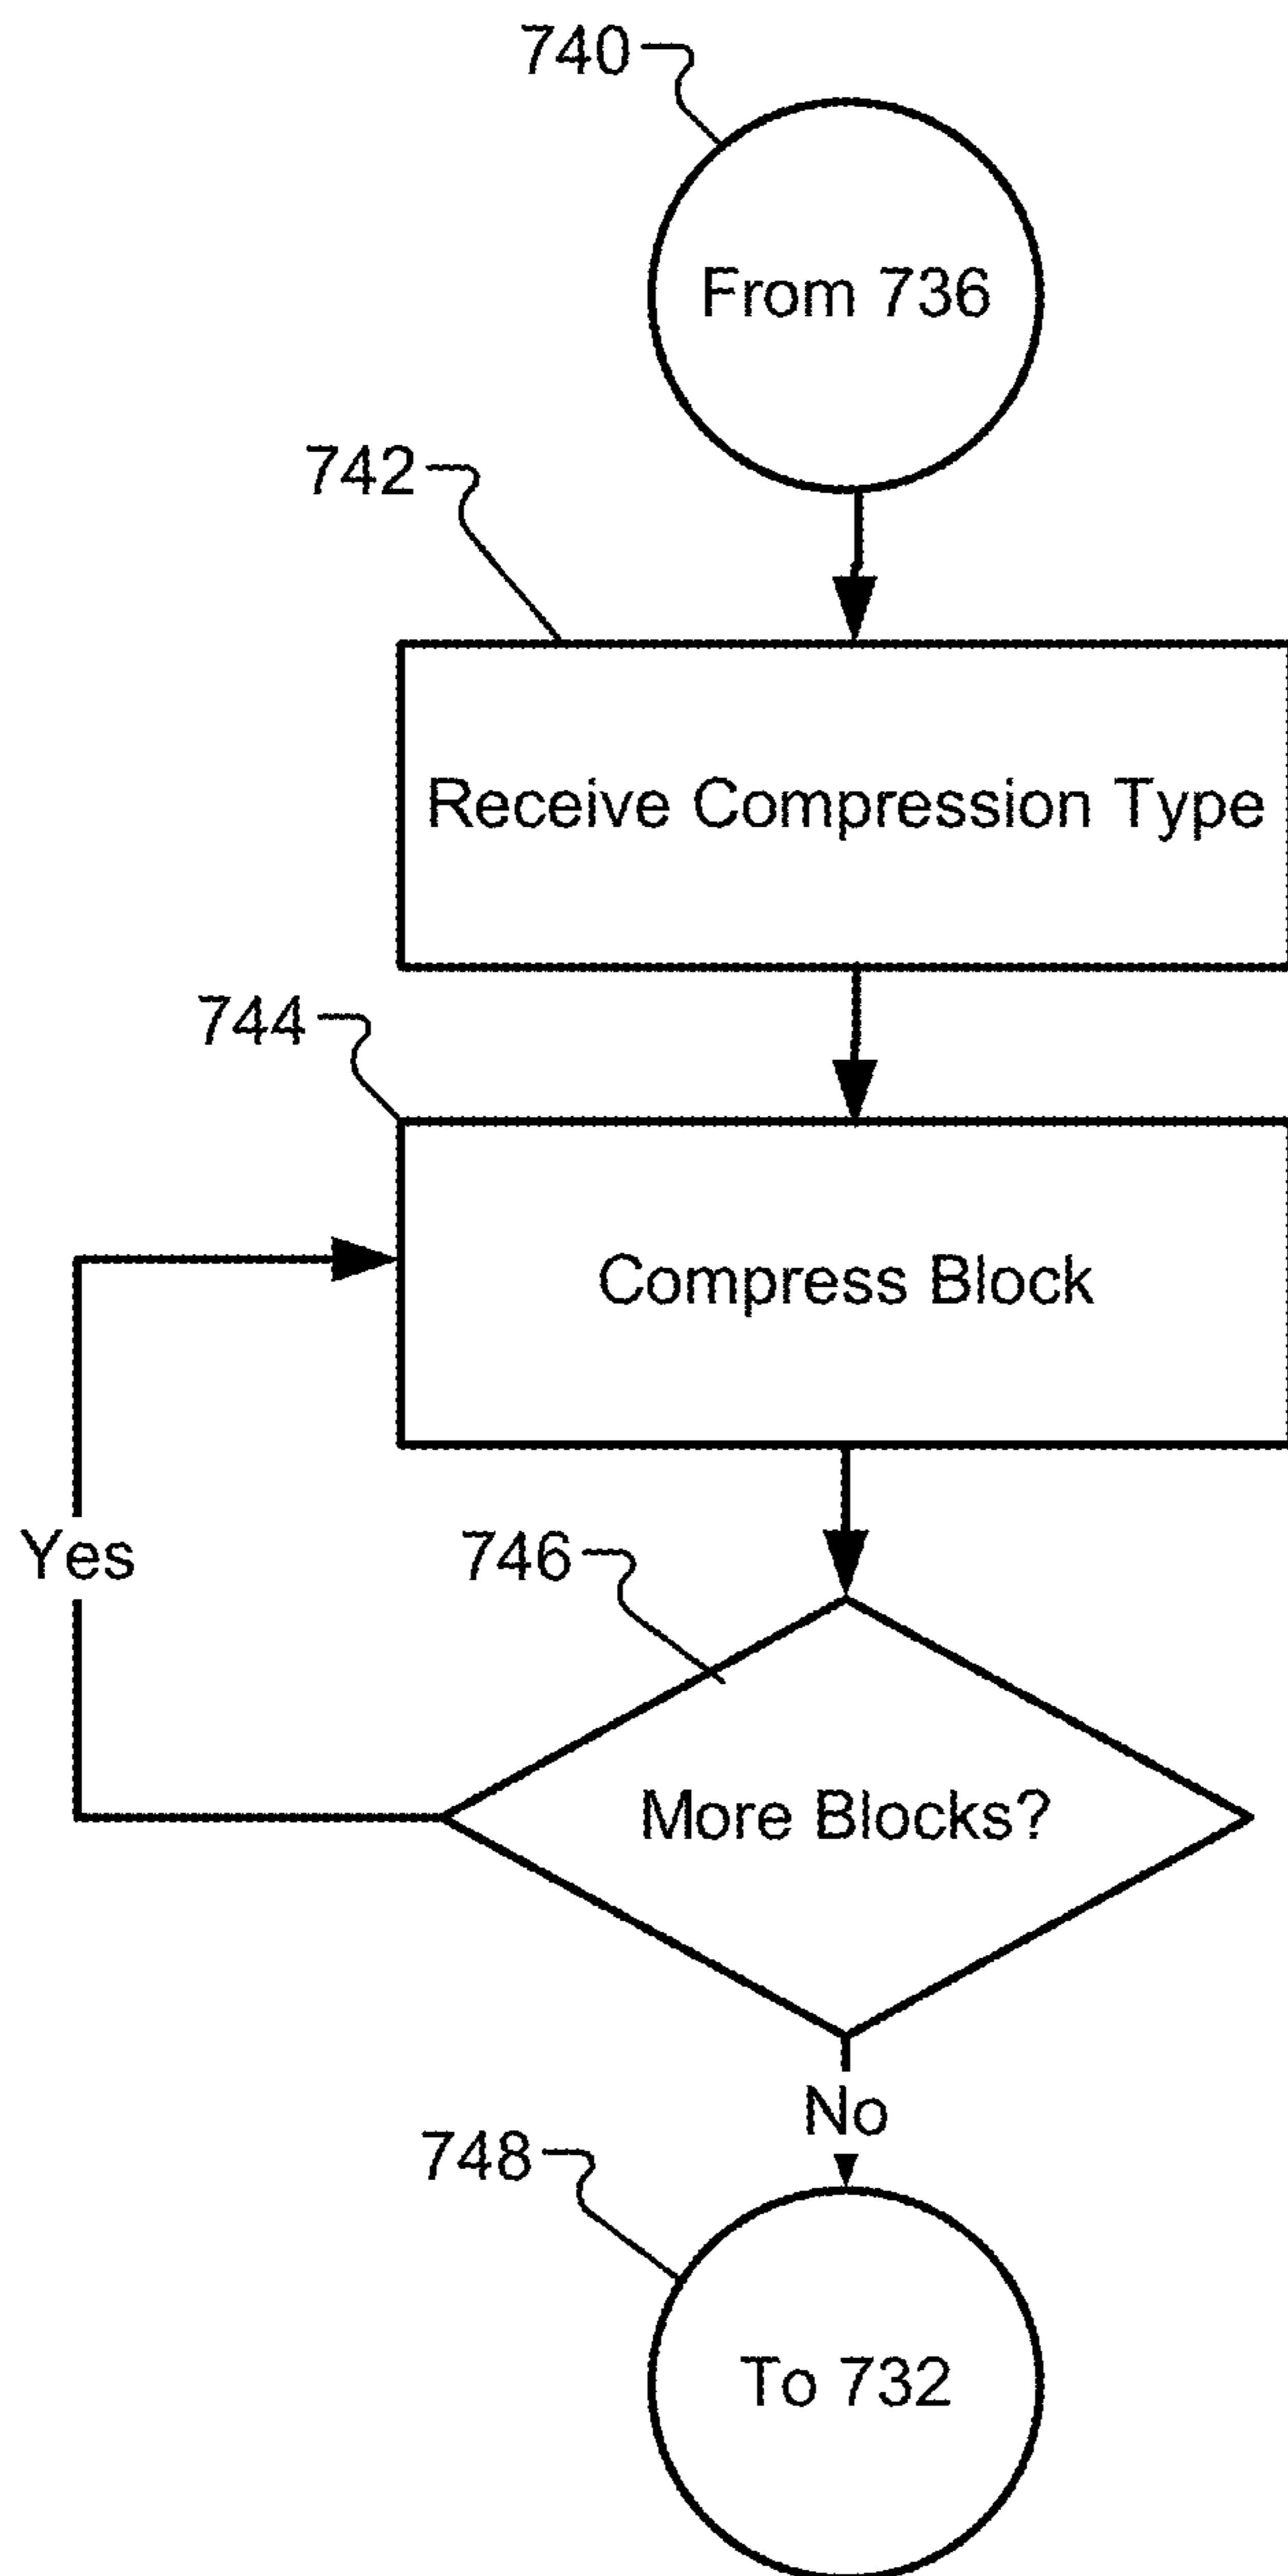 740
From 736
742
Receive Compression Type
744
Compress Block
Yes
746
More Blocks?
No
748
To 732